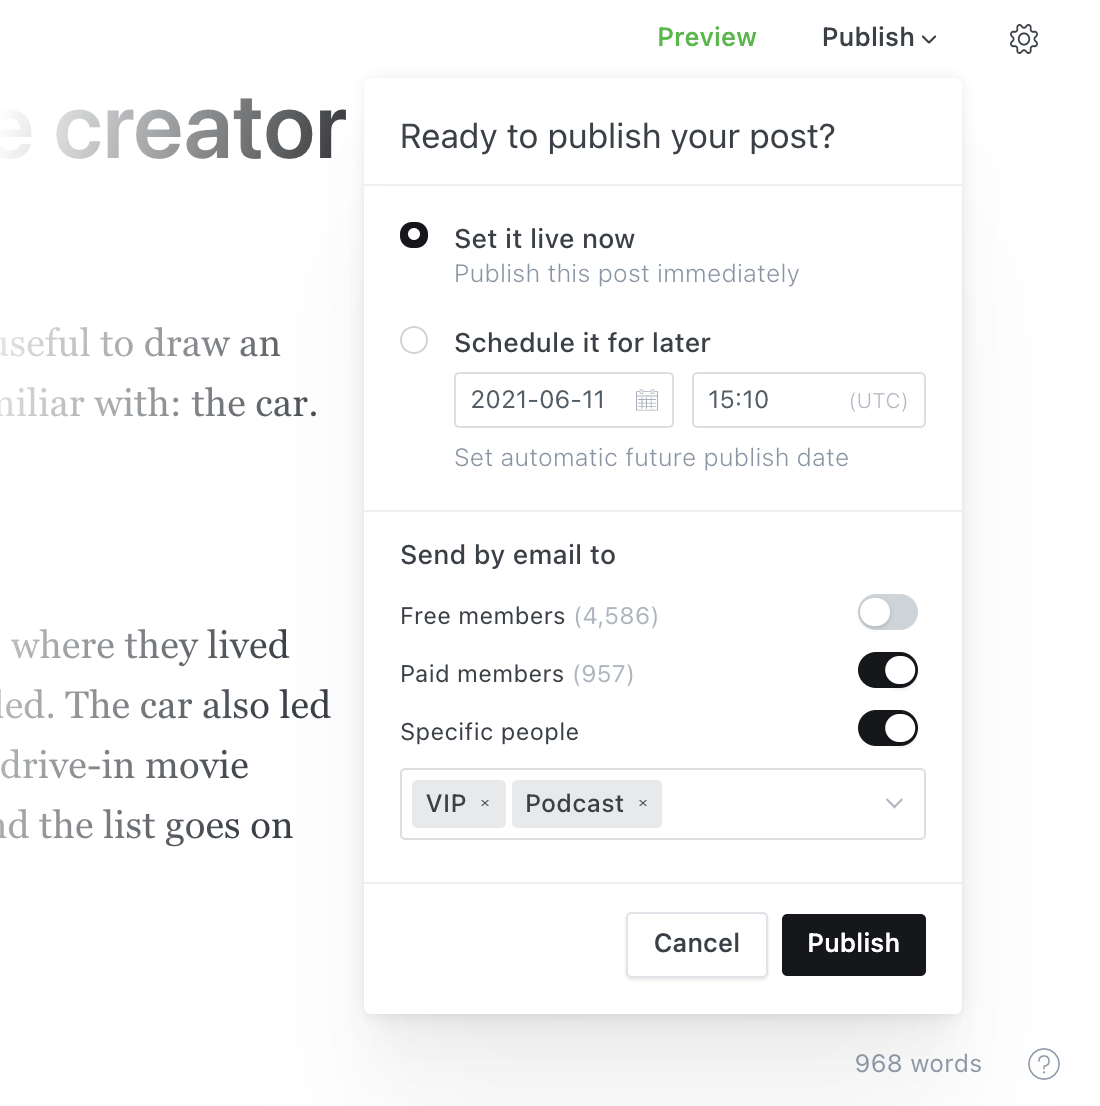 Preview
Publish
e creator
Ready to publish your post?
Set it live now
Publish this post immediately
Schedule it for later
2021-06-11
15:10
(UTC)
Set automatic future publish date
useful to draw an
miliar with: the car.
Send by email to
Free members (4,586)
Paid members (957)
Specific people
VIP ×
Podcast ×
where they lived
led. The car also led
drive-in movie
nd the list goes on
Cancel
Publish
968 words
?